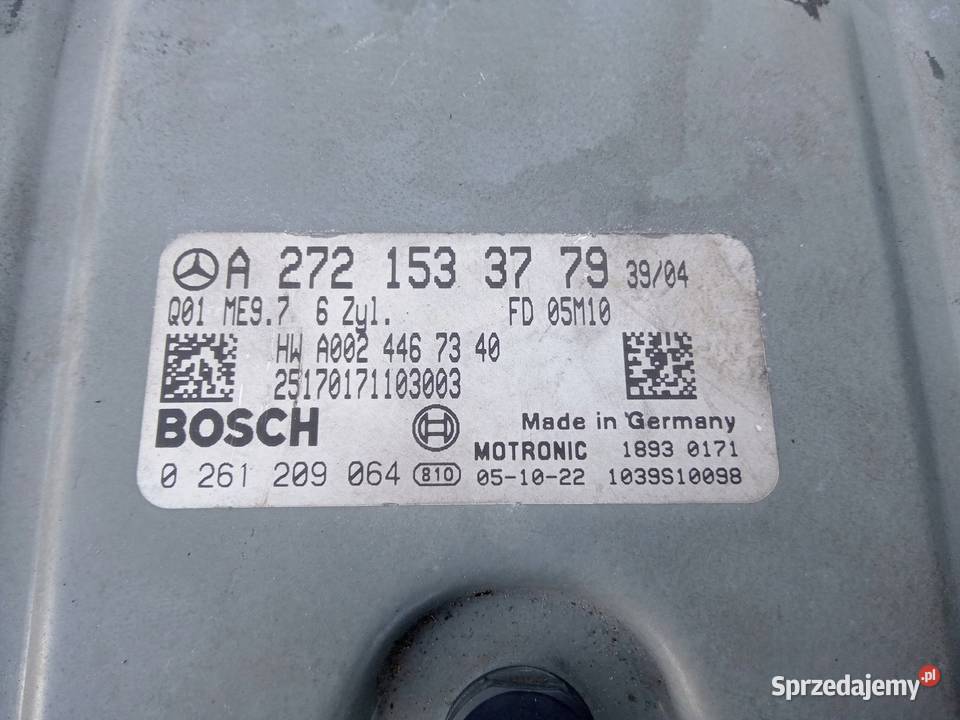 A 272 153 37 79 39/04
Q01 ME9.7 6 Zyl. FD 05M10
HW A002 446 73 40
25170171103003
BOSCH
Made in Germany
MOTRONIC 1893 0171
0 261 209 064 810 05-10-22 1039S10098
Sprzedajemy.pl